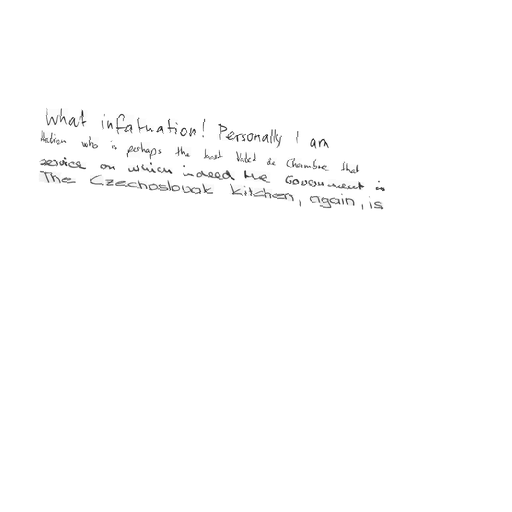 What infatuation! Personally I am
Italian who is perhaps the best Valet de Chambre that
service on which indeed the Government is
The Czechoslovak kitchen, again, is